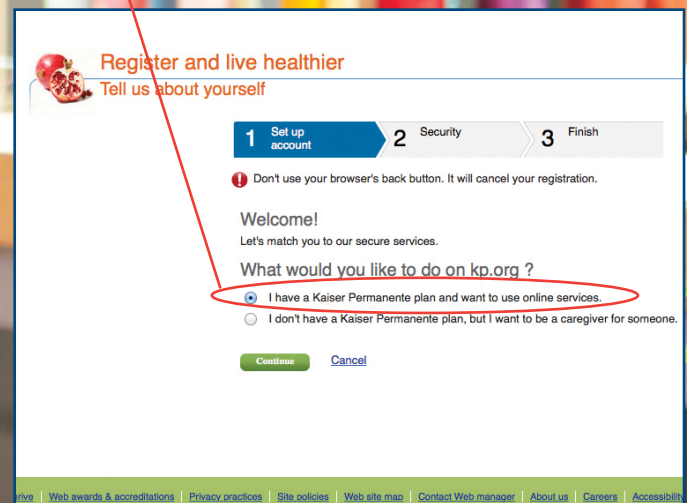 Register and live healthier
Tell us about yourself
1 Set up account
2 Security
3 Finish
Don't use your browser's back button. It will cancel your registration.
Welcome!
Let's match you to our secure services.
What would you like to do on kp.org ?
I have a Kaiser Permanente plan and want to use online services.
I don't have a Kaiser Permanente plan, but I want to be a caregiver for someone.
Continue Cancel
Web awards & accreditations | Privacy practices | Site policies | Web site map | Contact Web manager | About us | Careers |